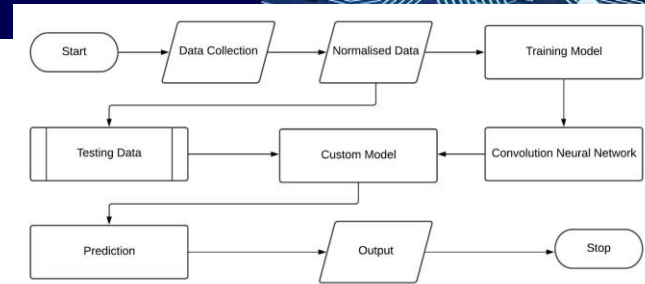 Start
Data Collection
Normalised Data
Training Model
Testing Data
Custom Model
Convolution Neural Network
Prediction
Output
Stop